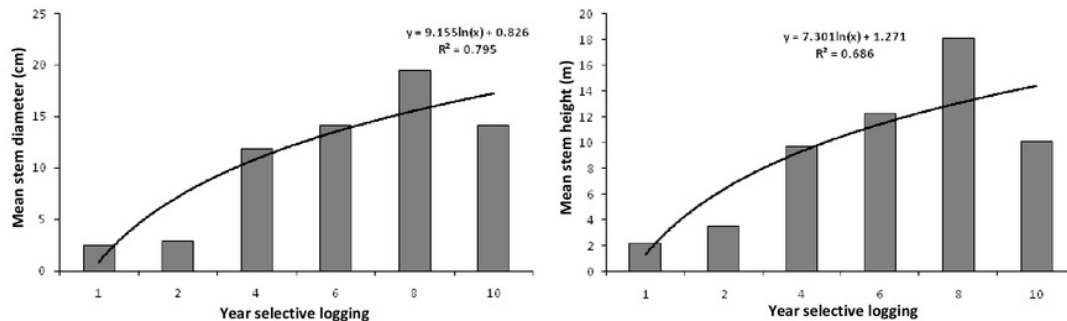 25
20
15
10
5
0
Mean stem diameter (cm)
y = 9.155ln(x) + 0.826
R² = 0.795
1 2 4 6 8 10
Year selective logging
20
18
16
14
12
10
8
6
4
2
0
Mean stem height (m)
y = 7.301ln(x) + 1.271
R² = 0.686
1 2 4 6 8 10
Year selective logging